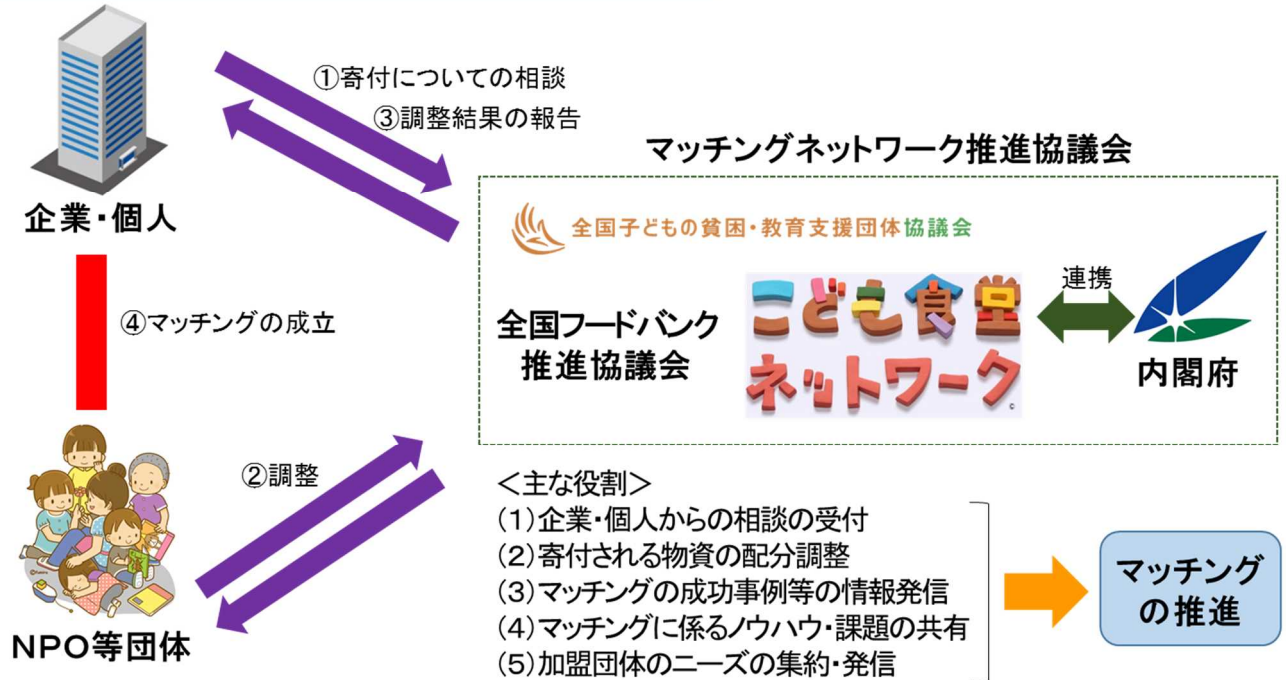 ①寄付についての相談
③調整結果の報告
企業・個人
④マッチングの成立
②調整
NPO等団体
マッチングネットワーク推進協議会
全国子どもの貧困・教育支援団体協議会
全国フードバンク
推進協議会
こども食堂
ネットワーク
©
連携
内閣府
＜主な役割＞
(1)企業・個人からの相談の受付
(2)寄付される物資の配分調整
(3)マッチングの成功事例等の情報発信
(4)マッチングに係るノウハウ・課題の共有
(5)加盟団体のニーズの集約・発信
マッチング
の推進